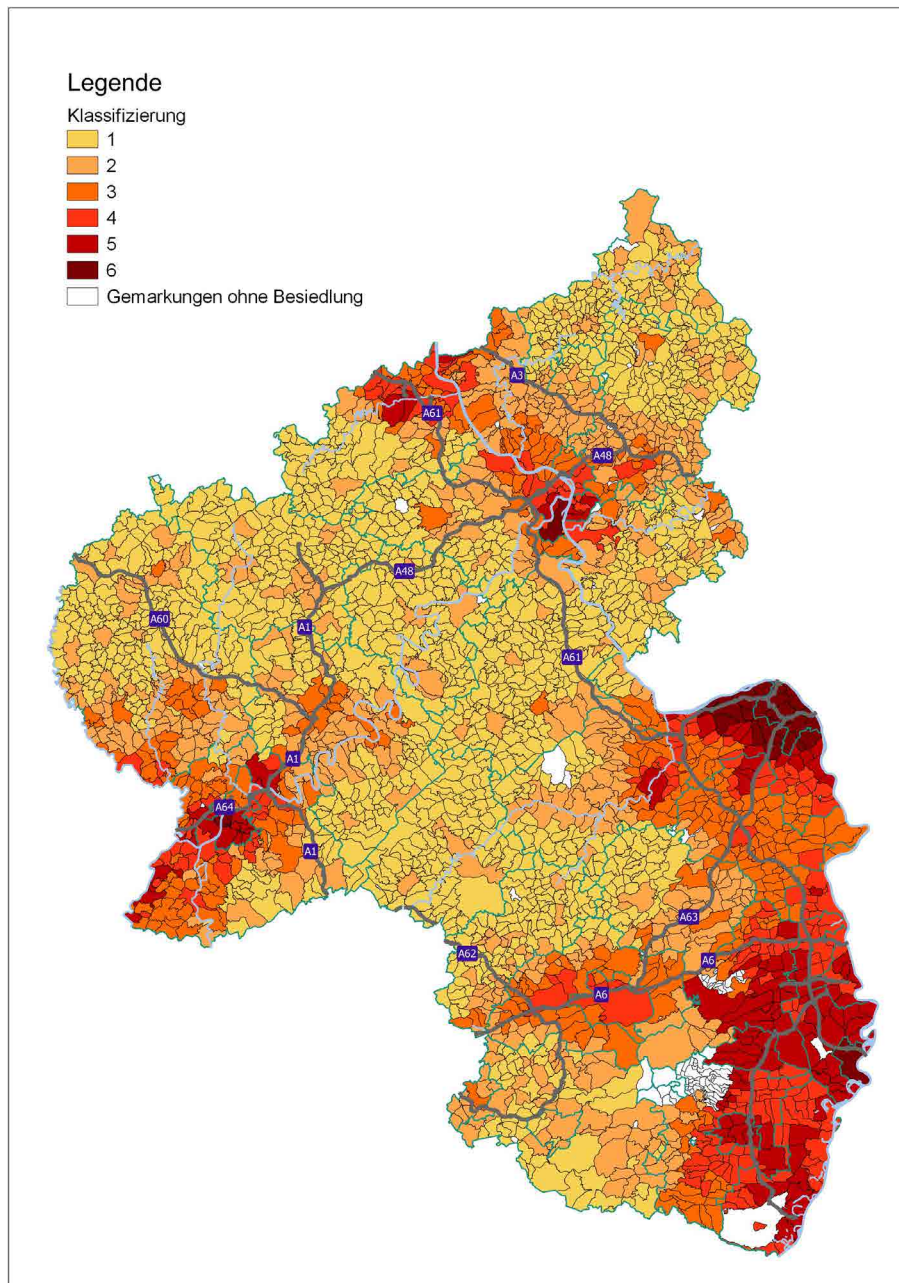 Legende
Klassifizierung
1
2
3
4
5
6
Gemarkungen ohne Besiedlung
A3
A61
A48
A48
A60
A1
A61
A1
A64
A1
A63
A62
A6
A6